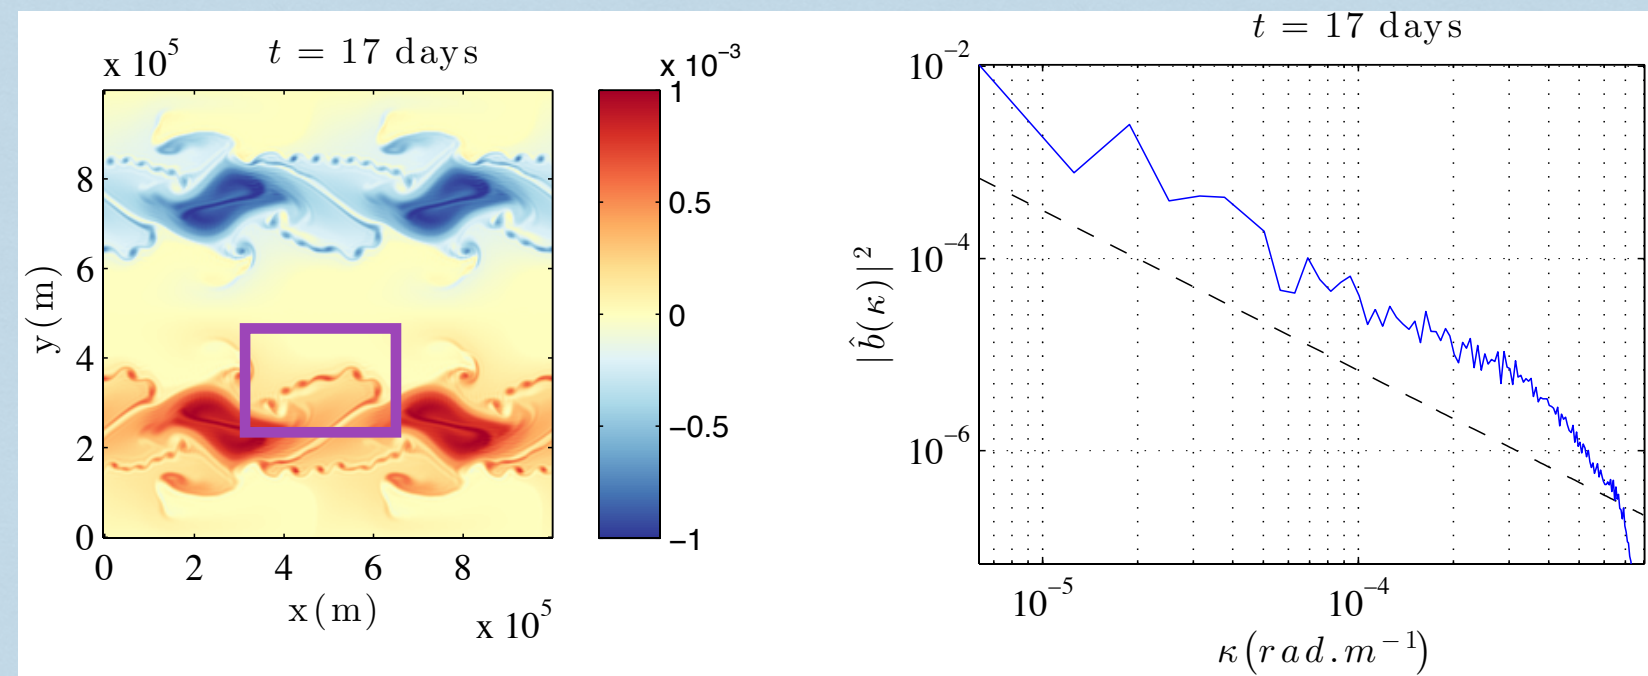 t = 17 days
x 10^5
x 10^-3
y(m)
8
6
4
2
0
0 2 4 6 8
x(m)
x 10^5
1
0.5
0
−0.5
−1
t = 17 days
|b̂(κ)|^2
10^-2
10^-4
10^-6
10^-5 10^-4
κ(rad.m^-1)